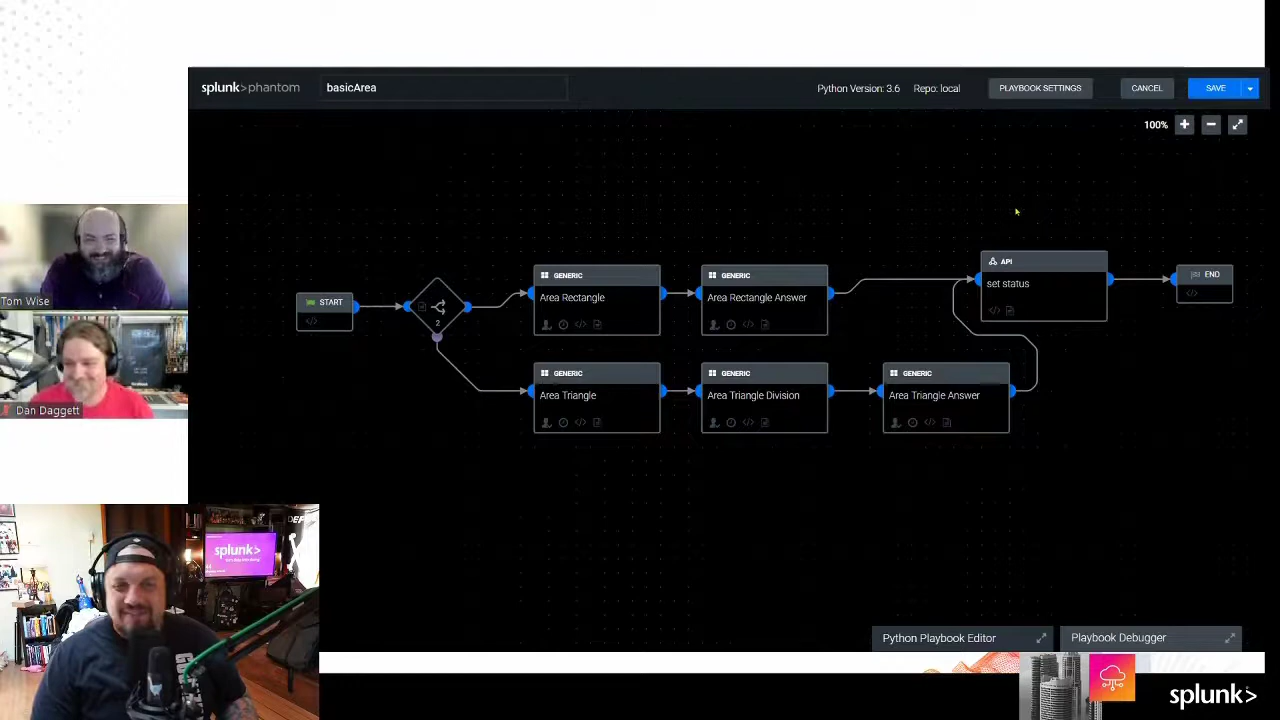 splunk>phantom
basicArea
Python Version: 3.6
Repo: local
PLAYBOOK SETTINGS
CANCEL
SAVE
100%
START
2
GENERIC
Area Rectangle
GENERIC
Area Rectangle Answer
API
set status
END
GENERIC
Area Triangle
GENERIC
Area Triangle Division
GENERIC
Area Triangle Answer
Tom Wise
Dan Daggett
splunk>
Python Playbook Editor
Playbook Debugger
splunk>